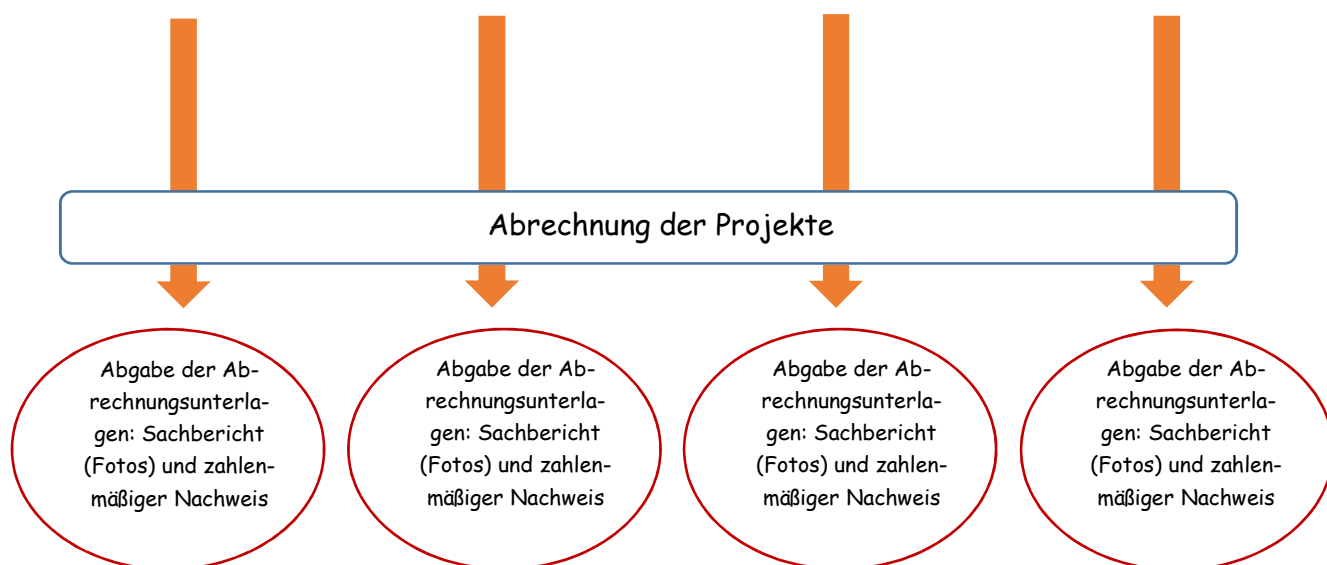 Abrechnung der Projekte
Abgabe der Ab-
rechnungsunterla-
gen: Sachbericht
(Fotos) und zahlen-
mäßiger Nachweis
Abgabe der Ab-
rechnungsunterla-
gen: Sachbericht
(Fotos) und zahlen-
mäßiger Nachweis
Abgabe der Ab-
rechnungsunterla-
gen: Sachbericht
(Fotos) und zahlen-
mäßiger Nachweis
Abgabe der Ab-
rechnungsunterla-
gen: Sachbericht
(Fotos) und zahlen-
mäßiger Nachweis